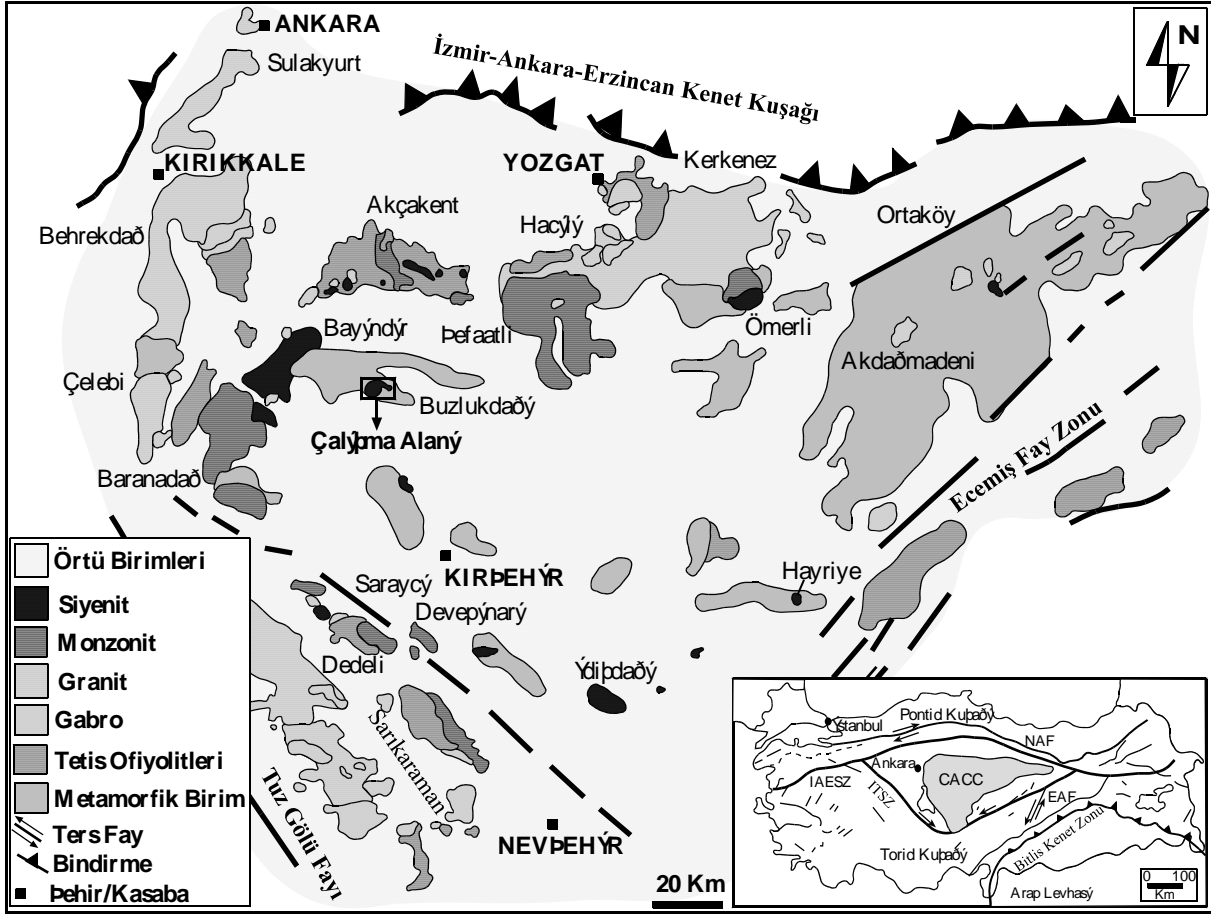 ANKARA
N
Sulakyurt
İzmir-Ankara-Erzincan Kenet Kuşağı
KIRIKKALE
YOZGAT
Kerkenez
Akçakent
Hacýlý
Ortaköy
Behrekdað
Bayýndýr
Þefaatli
Ömerli
Akdaðmadeni
Çelebi
Buzlukdaðý
Çalýþma Alaný
Ecemiş Fay Zonu
Baranadað
Örtü Birimleri
Siyenit
Monzonit
Granit
Gabro
Tetis Ofiyolitleri
Metamorfik Birim
Ters Fay
Bindirme
Þehir/Kasaba
KIRÞEHÝR
Saraycý
Devepýnarý
Hayriye
Dedeli
Ýdiþdaðý
Sarıkaraman
Tuz Gölü Fayı
NEVÞEHÝR
20 Km
Ýstanbul
Pontid Kuþaðý
NAF
Ankara
CACC
IAESZ
ITSZ
EAF
Bitlis Kenet Zonu
Torid Kuþaðý
Arap Levhasý
0 100
Km